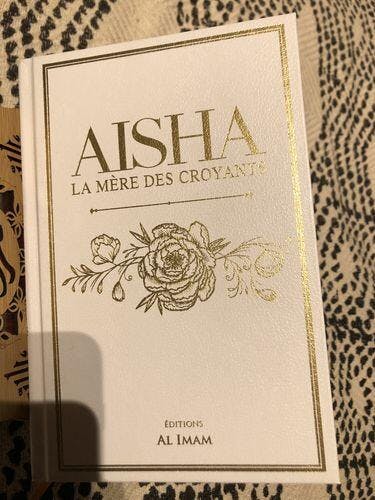 AISHA
LA MÈRE DES CROYANTS
ÉDITIONS
AL IMAM